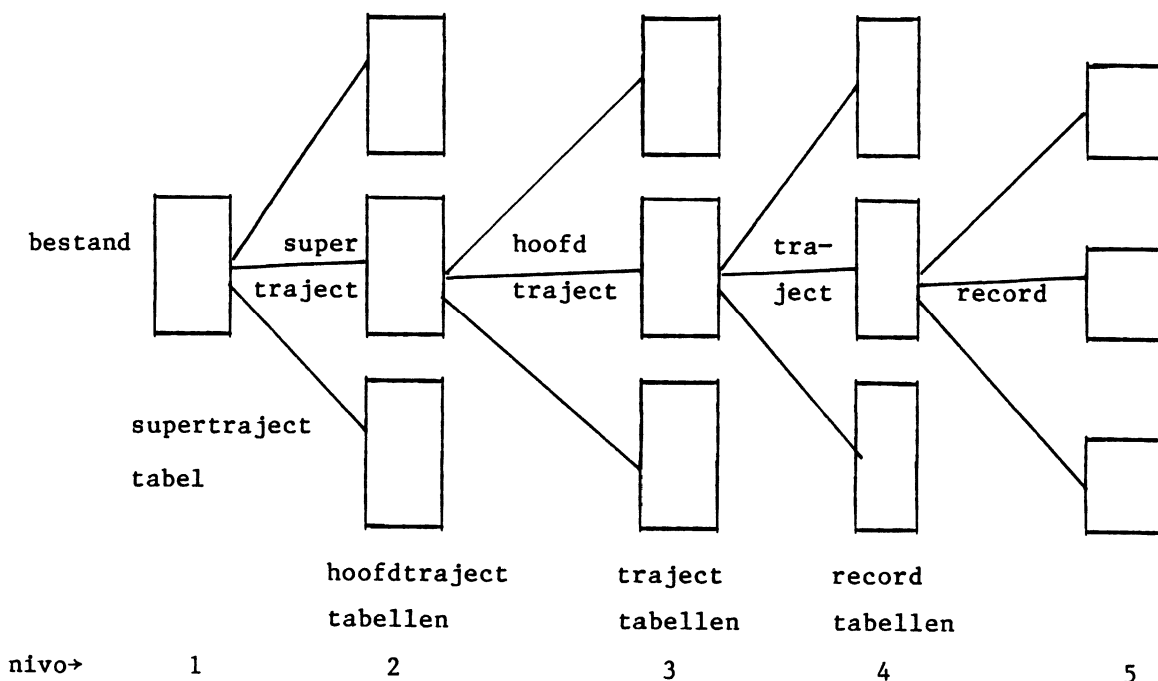 bestand super hoofd tra-
traject traject ject record
supertraject
tabel
hoofdtraject traject record
tabellen tabellen tabellen
nivo→ 1 2 3 4 5